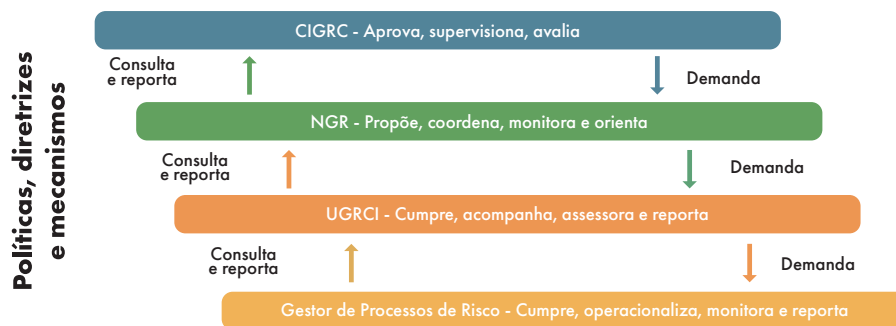 Políticas, diretrizes
e mecanismos
CIGRC - Aprova, supervisiona, avalia
Consulta
e reporta
Demanda
NGR - Propõe, coordena, monitora e orienta
Consulta
e reporta
Demanda
UGRCI - Cumpre, acompanha, assessora e reporta
Consulta
e reporta
Demanda
Gestor de Processos de Risco - Cumpre, operacionaliza, monitora e reporta